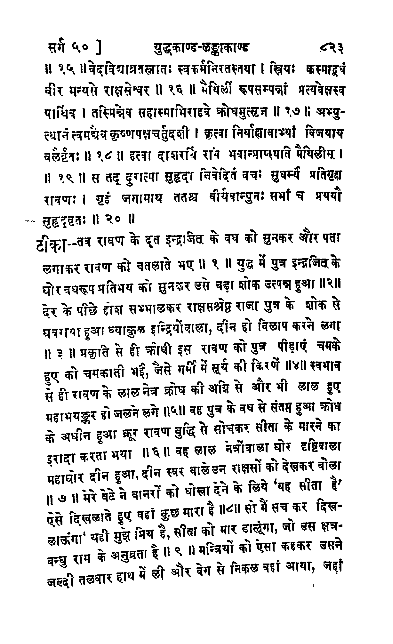 सर्ग ५० ] युद्धकाण्ड-लङ्काकाण्ड ८२३
॥ १५ ॥ वेदविद्याव्रतस्नातः स्वकर्मनिरतस्तथा । स्त्रियः कस्माद्वधं
वीर मन्यसे राक्षसेश्वर ॥ १६ ॥ मैथिलीं रूपसम्पन्नां प्रत्यवेक्षस्व
पार्थिव । तस्मिन्नेव सहास्माभिराहवे क्रोधमुत्सृज ॥ १७ ॥ अभ्यु-
त्थानं त्वमद्यैव कृष्णपक्षचतुर्दशी । कृत्वा निर्याह्यमावास्यां विजयाय
बलैर्वृतः ॥ १८ ॥ हत्वा दाशरथिं रामं भवान्प्राप्स्यति मैथिलीम् ।
॥ १९ ॥ स तद् दुरात्मा सुहृदा निवेदितं वचः सुधर्म्यं प्रतिगृह्य
रावणः । गृहं जगामाथ ततश्च वीर्यवान्पुनः सभां च प्रययौ
सुहृद्वृतः ॥ २० ॥
टीका--तब रावण के दूत इन्द्रजित् के वध को सुनकर और पता
लगाकर रावण को बतलाते भए ॥ १ ॥ युद्ध में पुत्र इन्द्रजित् के
घोर वधरूप प्रतिभय को सुनकर उसे बड़ा शोक उत्पन्न हुआ ॥२॥
देर के पीछे होश सम्भालकर राक्षसश्रेष्ठ राजा पुत्र के शोक से
घबराया हुआ व्याकुल इन्द्रियोंवाला, दीन हो विलाप करने लगा
॥ ३ ॥ प्रकृति से ही क्रोधी इस रावण को पुत्र पीड़ाएं चमके
हुए को चमकाती भईं, जैसे गर्मी में सूर्य की किरणें ॥४॥ स्वभाव
से ही रावण के लाल नेत्र क्रोध की अग्नि से और भी लाल हुए
महाभयङ्कर हो जलने लगे ॥५॥ वह पुत्र के वध से संतप्त हुआ क्रोध
के अधीन हुआ क्रूर रावण बुद्धि से सोचकर सीता के मारने का
इरादा करता भया ॥ ६ ॥ वह लाल नेत्रोंवाला घोर दृष्टिवाला
महाघोर दीन हुआ, दीन स्वर वाले उन राक्षसों को देखकर बोला
॥ ७ ॥ मेरे बेटे ने वानरों को धोखा देने के लिये 'यह सीता है'
ऐसे दिखलाते हुए वहां कुछ मारा है ॥८॥ सो मैं सच कर दिख-
लाऊंगा' यही मुझे प्रिय है, सीता को मार डालूंगा, जो उस क्षत्र-
बन्धु राम के अनुव्रता है ॥ ९ ॥ मन्त्रियों को ऐसा कहकर उसने
जल्दी तलवार हाथ में ली और वेग से निकल वहां आया, जहां